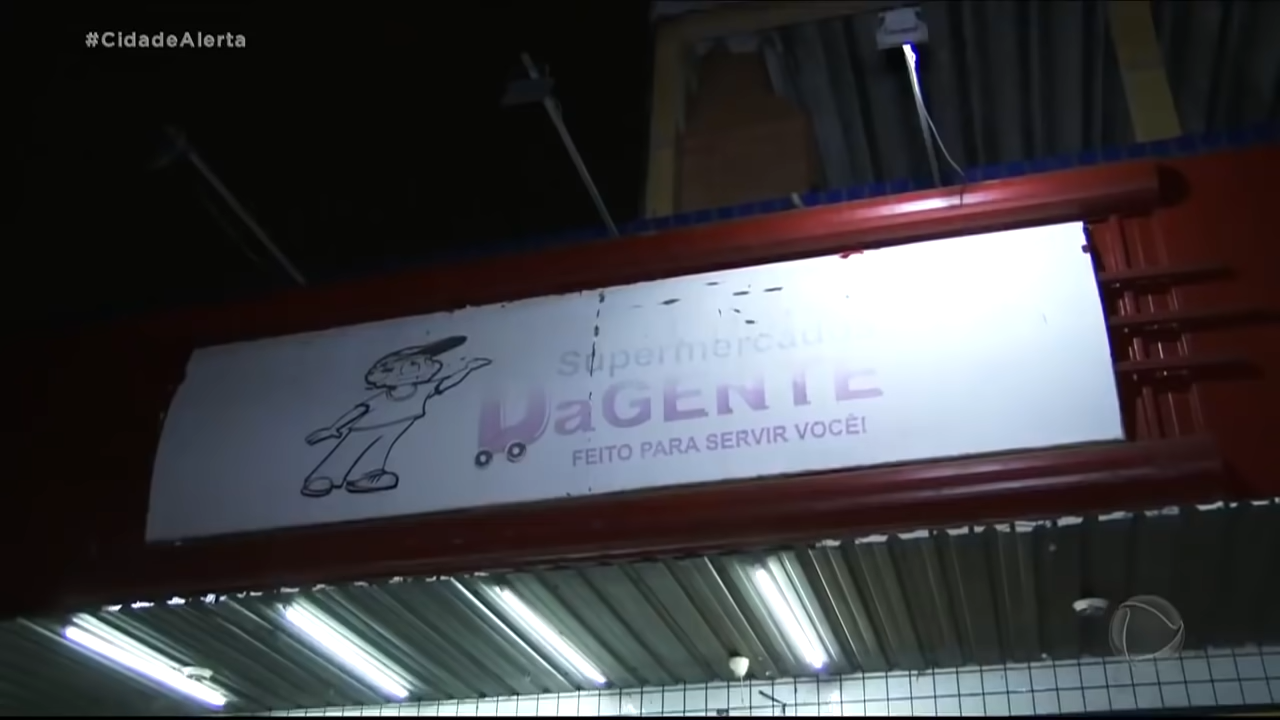 #CidadeAlerta
Supermercado
DaGENTE
FEITO PARA SERVIR VOCÊ!